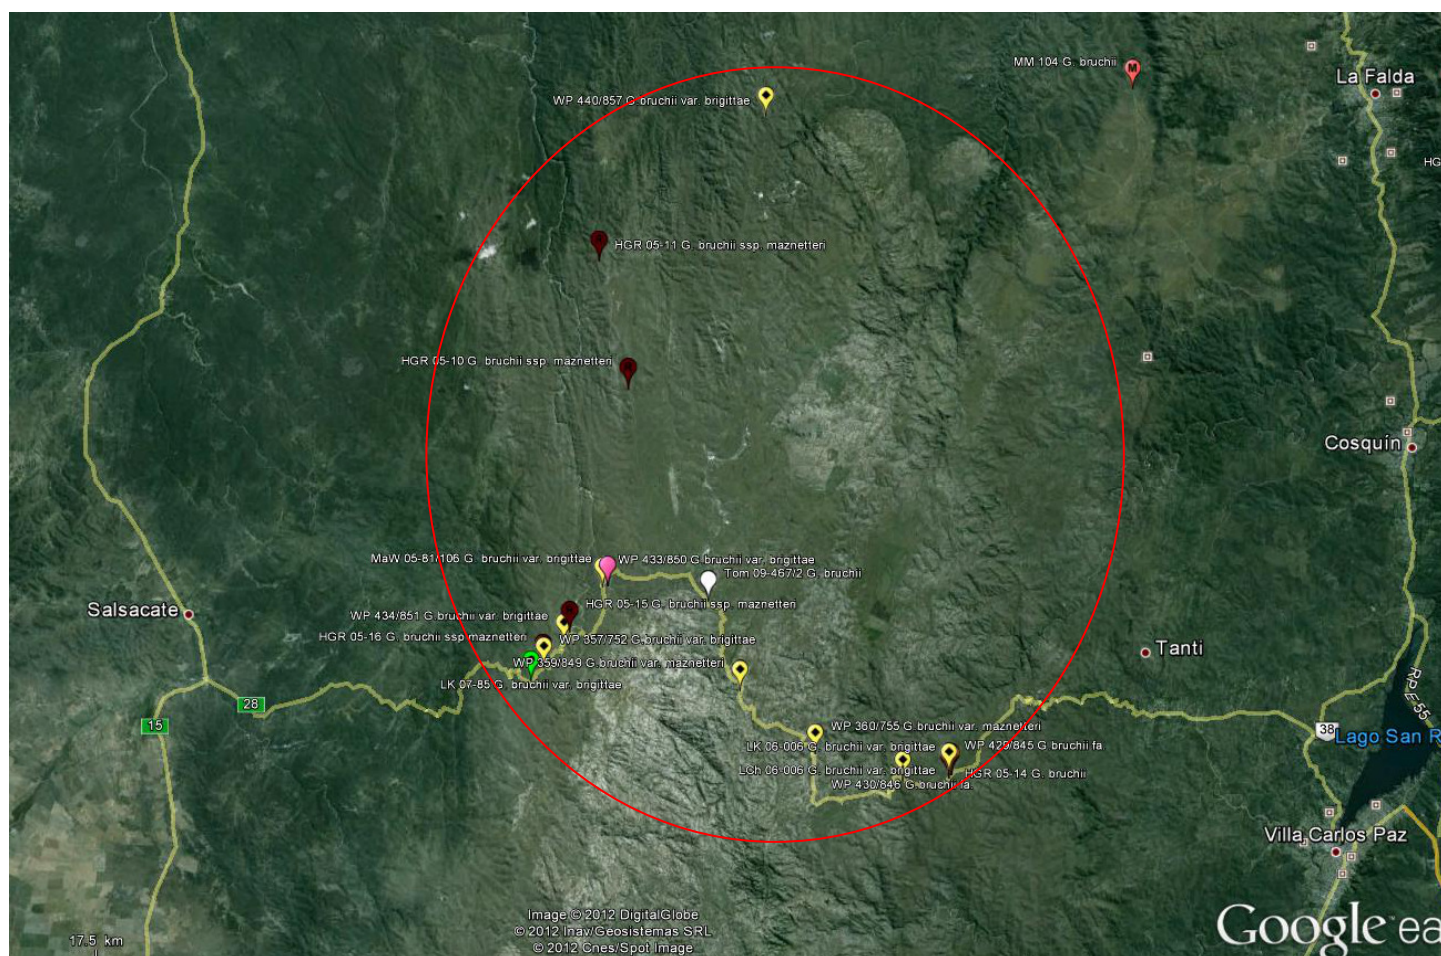 MM 104 G. bruchii
La Falda
WP 440/857 G.bruchii var. brigittae
HG
HGR 05-11 G. bruchii ssp. maznetteri
HGR 05-10 G. bruchii ssp. maznetteri
Cosquín
MaW 05-81/106 G. bruchii var. brigittae
WP 433/850 G.bruchii var. brigittae
Tom 09-467/2 G. bruchii
HGR 05-15 G. bruchii ssp. maznetteri
Salsacate
WP 434/851 G.bruchii var. brigittae
HGR 05-16 G. bruchii ssp.maznetteri
WP 357/752 G.bruchii var. brigittae
Tanti
WP 359/849 G.bruchii var. maznetteri
LK 07-85 G. bruchii var. brigittae
RP E-55
28
15
WP 360/755 G.bruchii var. maznetteri
38
Lago San R
LK 06-006 G. bruchii var. brigittae
WP 429/845 G.bruchii fa
LCh 06-006 G. bruchii var. brigittae
HGR 05-14 G. bruchii
WP 430/846 G.bruchii fa.
Villa Carlos Paz
Image © 2012 DigitalGlobe
© 2012 Inav/Geosistemas SRL
© 2012 Cnes/Spot Image
17.5 km
Google ea